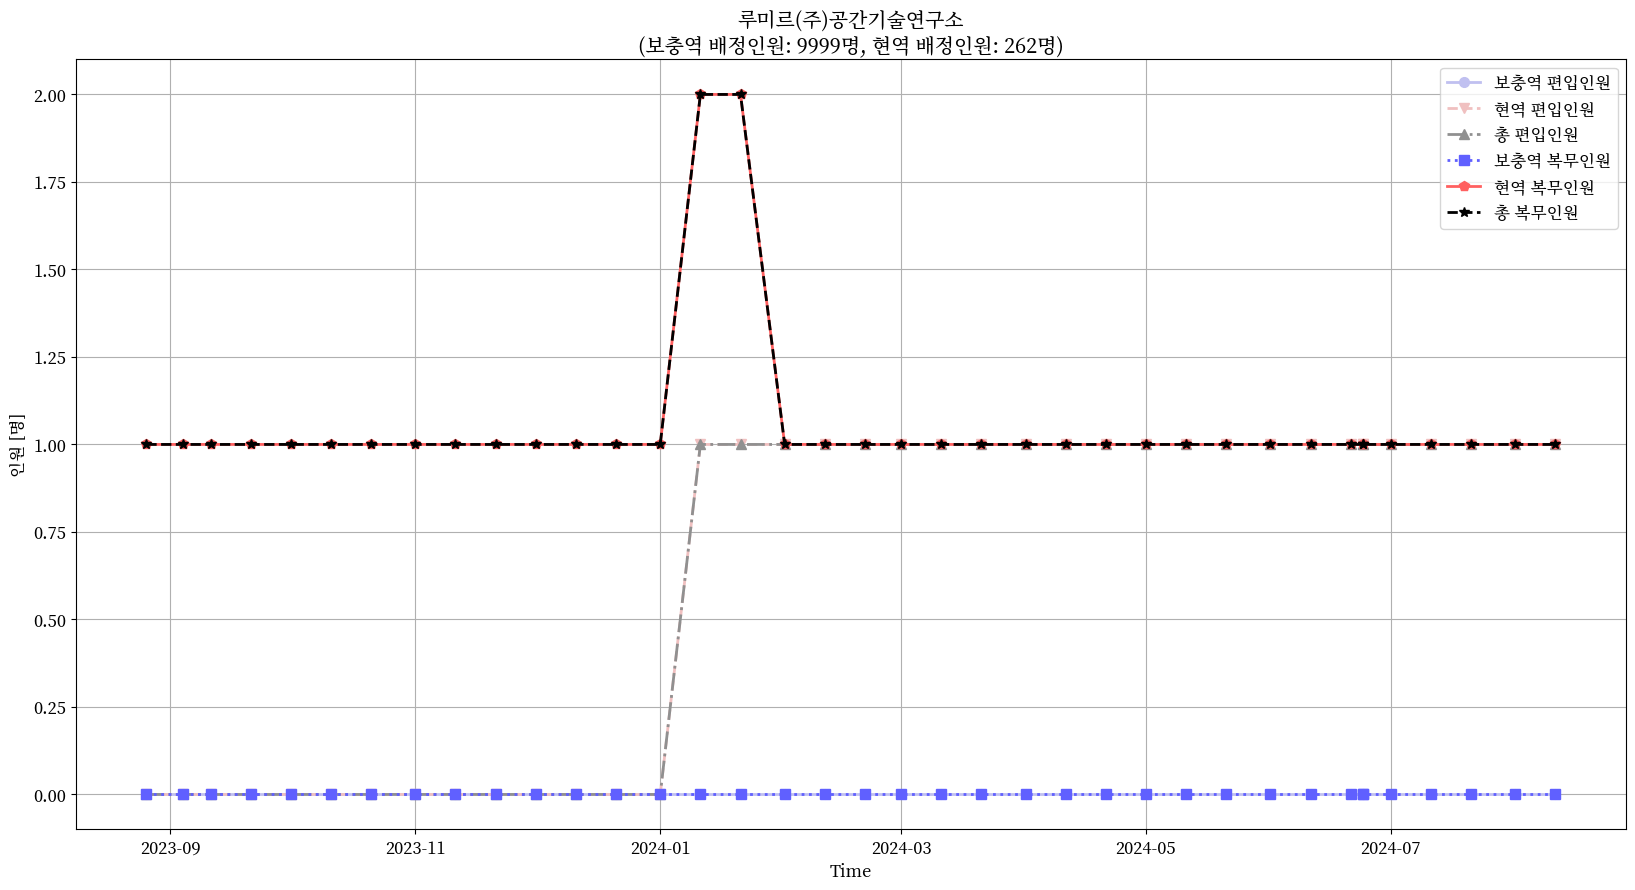 루미르(주)공간기술연구소
(보충역 배정인원: 9999명, 현역 배정인원: 262명)
보충역 편입인원
현역 편입인원
총 편입인원
보충역 복무인원
현역 복무인원
총 복무인원
2.00
1.75
1.50
1.25
1.00
0.75
0.50
0.25
0.00
인원 [명]
2023-09 2023-11 2024-01 2024-03 2024-05 2024-07
Time